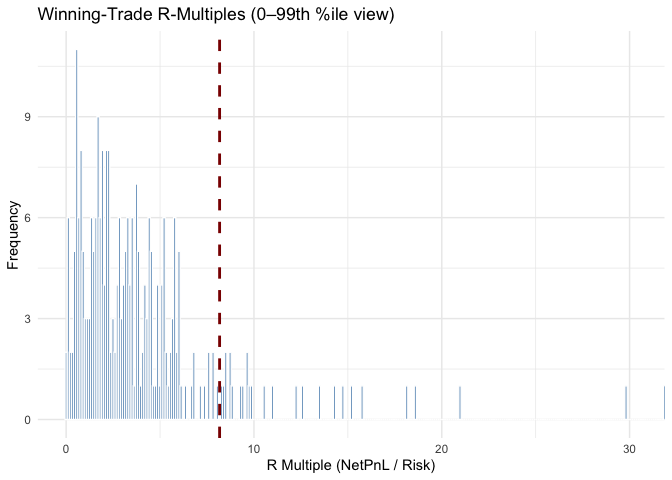 Winning-Trade R-Multiples (0–99th %ile view)
Frequency
9
6
3
0
0
10
20
30
R Multiple (NetPnL / Risk)